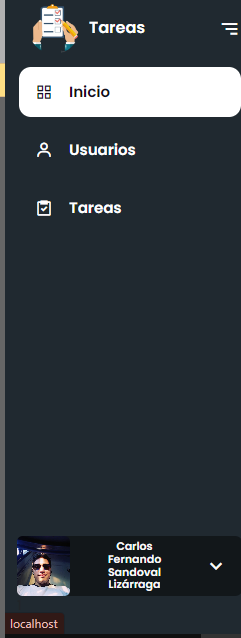 Tareas
Inicio
Usuarios
Tareas
Carlos
Fernando
Sandoval
Lizárraga
localhost